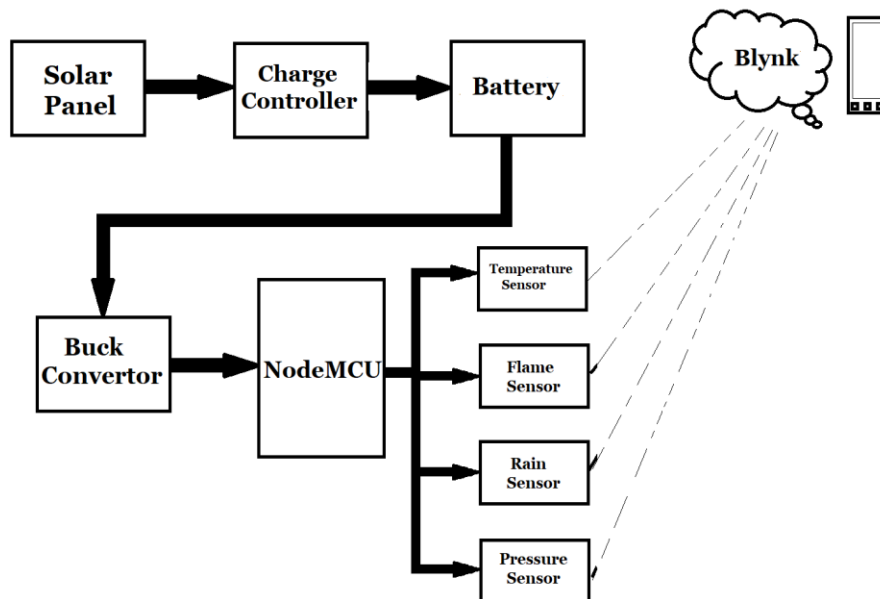 Solar
Panel
Charge
Controller
Battery
Blynk
Buck
Convertor
NodeMCU
Temperature
Sensor
Flame
Sensor
Rain
Sensor
Pressure
Sensor